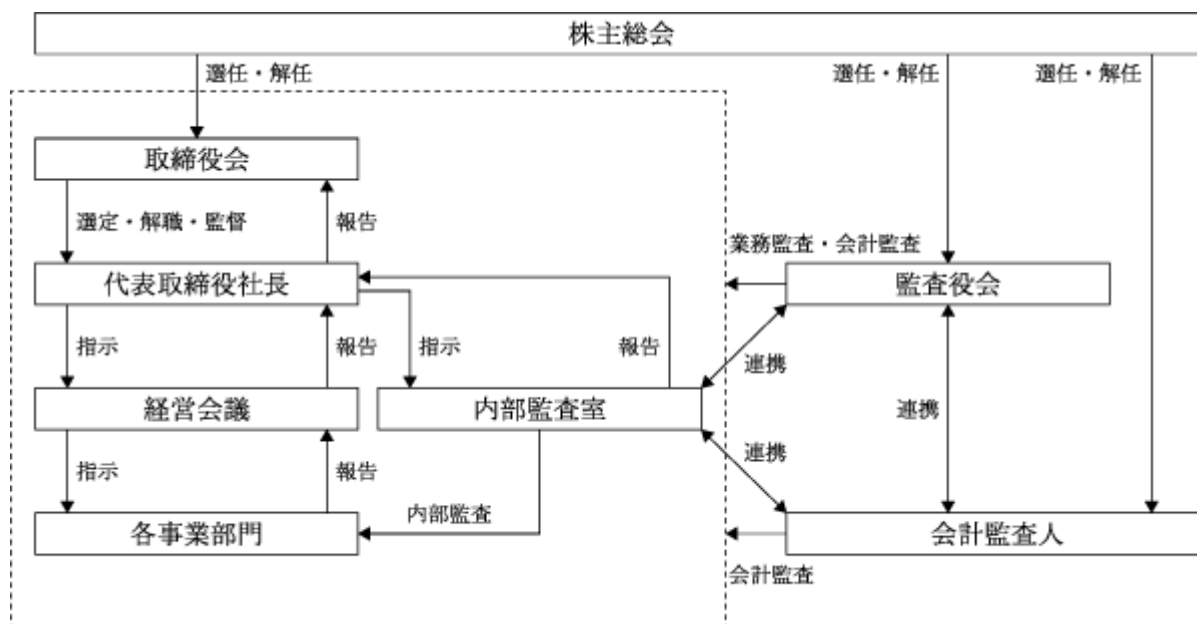 株主総会
選任・解任
選任・解任
選任・解任
取締役会
選定・解職・監督
報告
業務監査・会計監査
代表取締役社長
監査役会
指示
報告
指示
報告
連携
経営会議
内部監査室
連携
指示
報告
連携
内部監査
各事業部門
会計監査人
会計監査